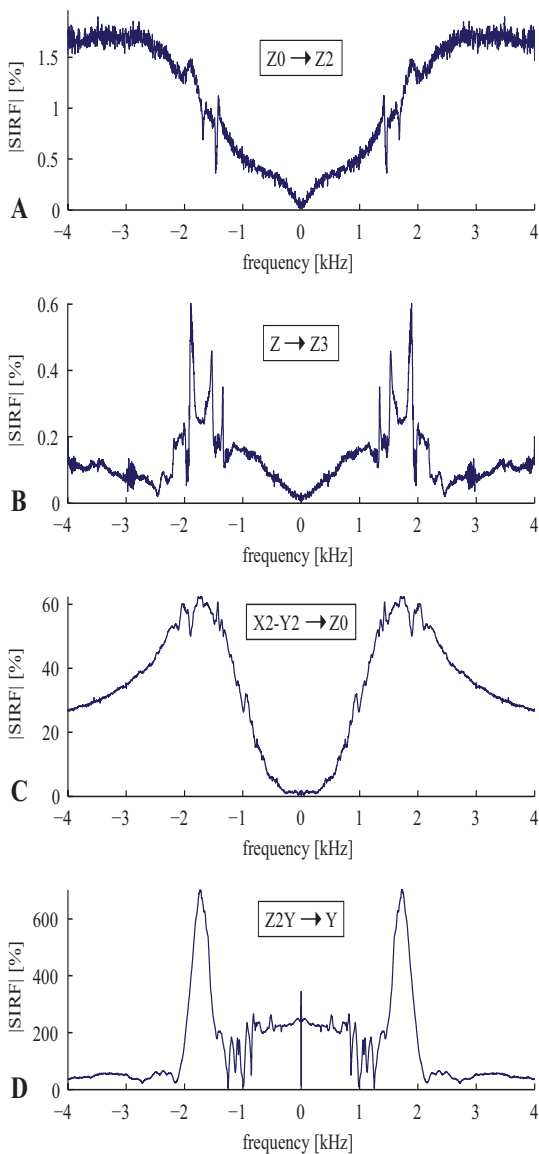 Z0 → Z2
|SIRF| [%]
1.5
1
0.5
0
−4 −3 −2 −1 0 1 2 3 4
frequency [kHz]
A
Z → Z3
|SIRF| [%]
0.6
0.4
0.2
0
−4 −3 −2 −1 0 1 2 3 4
frequency [kHz]
B
X2-Y2 → Z0
|SIRF| [%]
60
40
20
0
−4 −3 −2 −1 0 1 2 3 4
frequency [kHz]
C
Z2Y → Y
|SIRF| [%]
600
400
200
0
−4 −3 −2 −1 0 1 2 3 4
frequency [kHz]
D